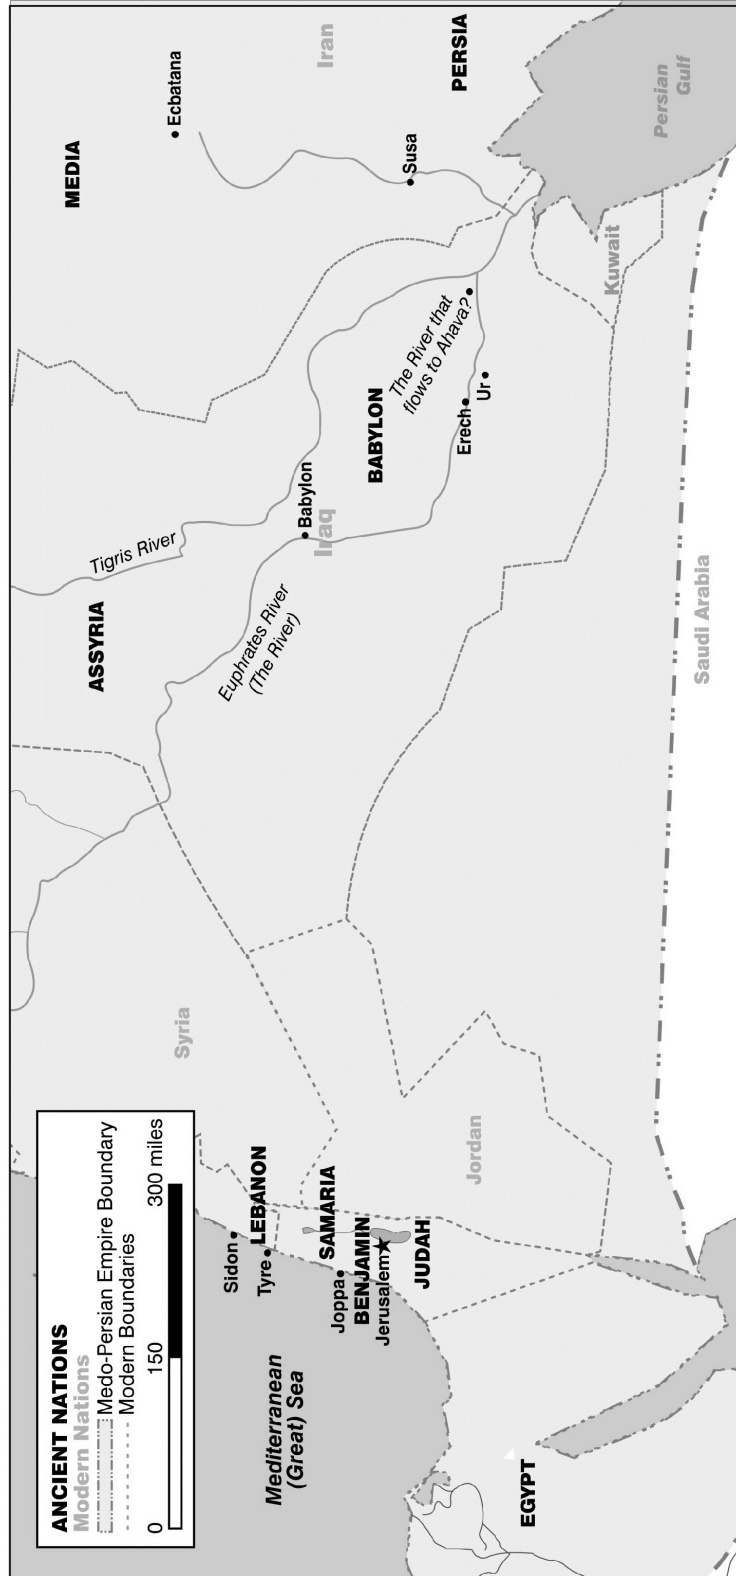 ANCIENT NATIONS
Modern Nations
Medo-Persian Empire Boundary
Modern Boundaries
0
150
300 miles
Mediterranean
(Great) Sea
EGYPT
Sidon
Tyre
LEBANON
Joppa
SAMARIA
BENJAMIN
Jerusalem
JUDAH
Syria
Jordan
ASSYRIA
Tigris River
Euphrates River
(The River)
Babylon
Iraq
BABYLON
The River that
flows to Ahava?
Erech
Ur
Saudi Arabia
Kuwait
MEDIA
Ecbatana
Susa
Iran
PERSIA
Persian
Gulf